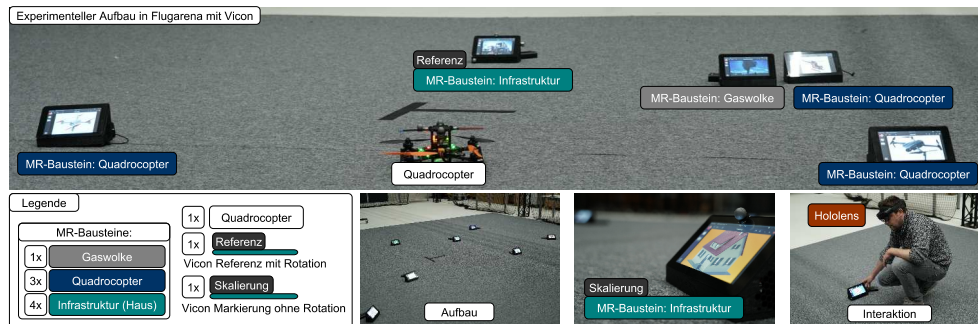 Experimenteller Aufbau in Flugarena mit Vicon
Referenz
MR-Baustein: Infrastruktur
MR-Baustein: Gaswolke
MR-Baustein: Quadrocopter
MR-Baustein: Quadrocopter
Quadrocopter
MR-Baustein: Quadrocopter
Legende
MR-Bausteine:
1x Gaswolke
3x Quadrocopter
4x Infrastruktur (Haus)
1x Quadrocopter
1x Referenz
Vicon Referenz mit Rotation
1x Skalierung
Vicon Markierung ohne Rotation
Aufbau
Skalierung
MR-Baustein: Infrastruktur
Hololens
Interaktion